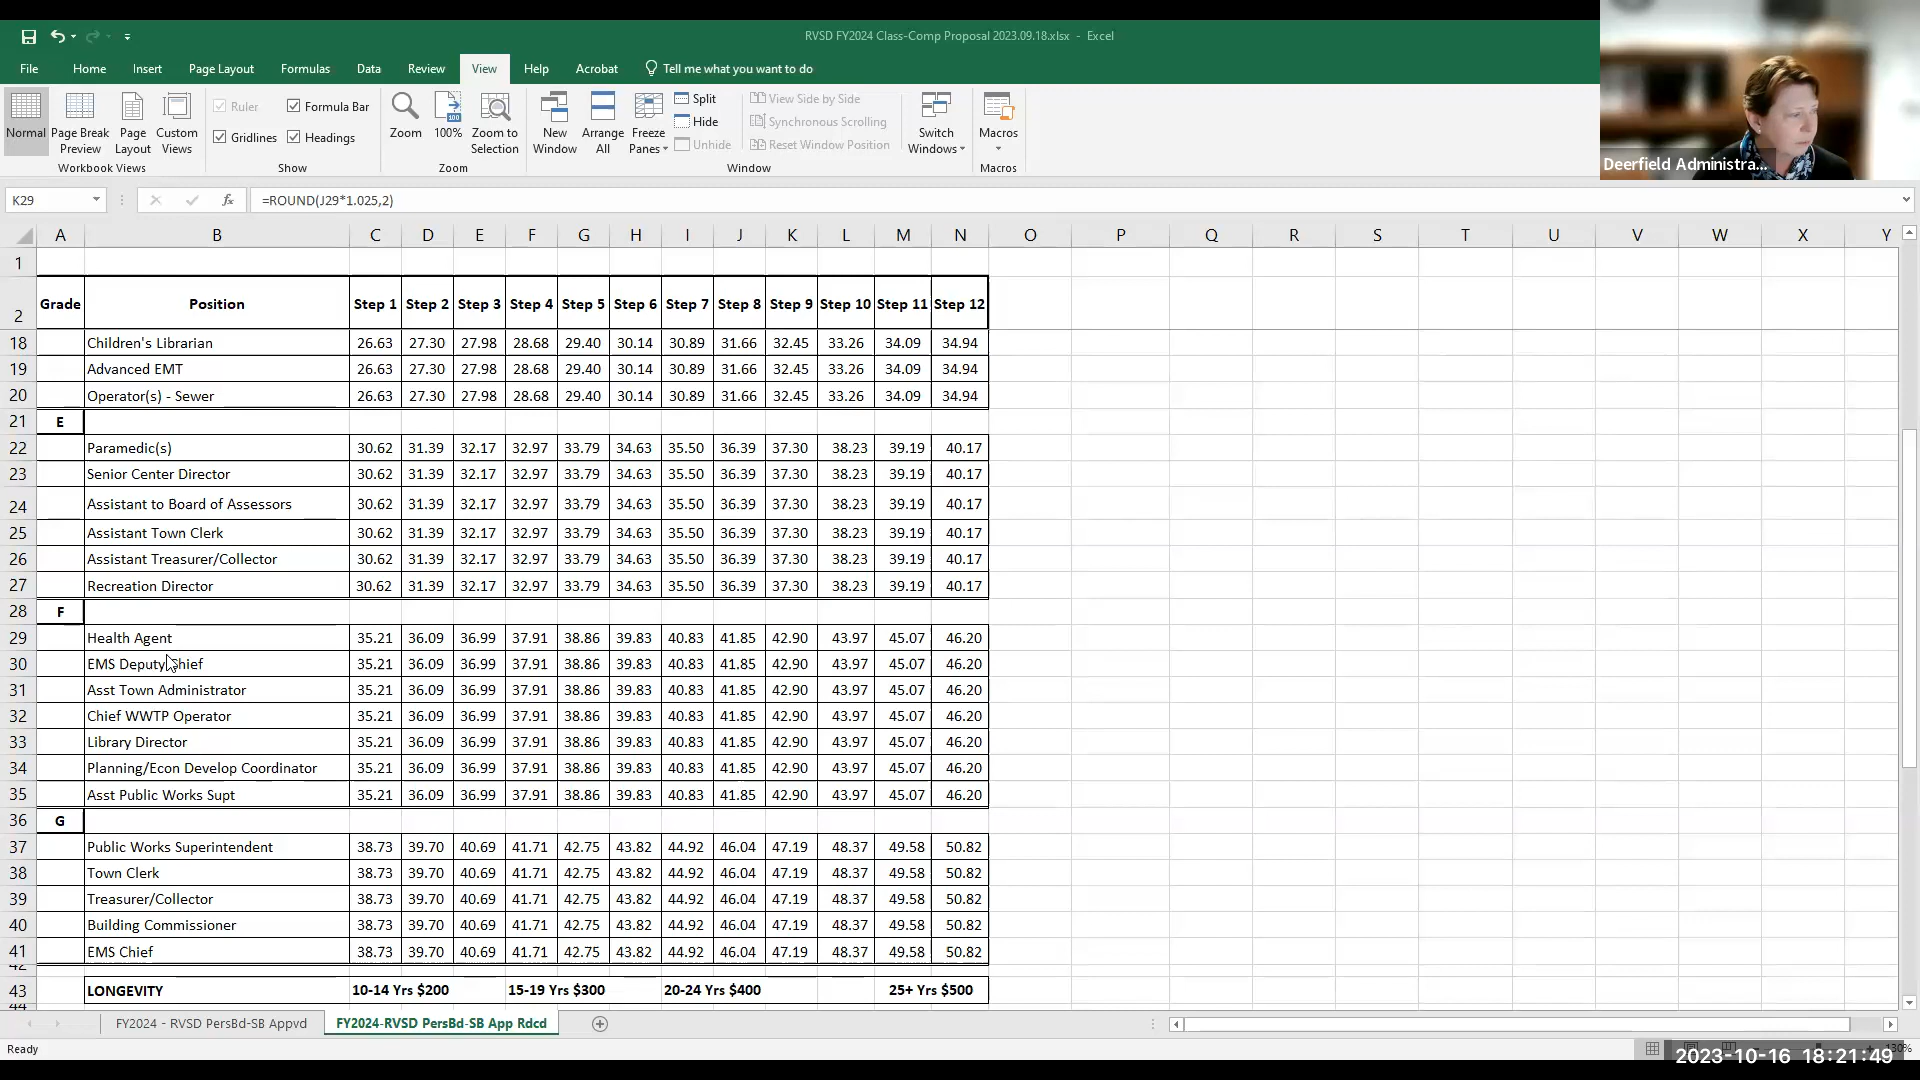 RVSD FY2024 Class-Comp Proposal 2023.09.18.xlsx - Excel
File Home Insert Page Layout Formulas Data Review View Help Acrobat Tell me what you want to do
Normal Page Break Preview Page Layout Custom Views Ruler Formula Bar Gridlines Headings Zoom 100% Zoom to Selection New Window Arrange All Freeze Panes Split Hide Unhide View Side by Side Synchronous Scrolling Reset Window Position Switch Windows Macros
Workbook Views Show Zoom Window Macros
Deerfield Administra...
K29 fx =ROUND(J29*1.025,2)
A B C D E F G H I J K L M N O P Q R S T U V W X Y
1
2 Grade Position Step 1 Step 2 Step 3 Step 4 Step 5 Step 6 Step 7 Step 8 Step 9 Step 10 Step 11 Step 12
18 Children's Librarian 26.63 27.30 27.98 28.68 29.40 30.14 30.89 31.66 32.45 33.26 34.09 34.94
19 Advanced EMT 26.63 27.30 27.98 28.68 29.40 30.14 30.89 31.66 32.45 33.26 34.09 34.94
20 Operator(s) - Sewer 26.63 27.30 27.98 28.68 29.40 30.14 30.89 31.66 32.45 33.26 34.09 34.94
21 E
22 Paramedic(s) 30.62 31.39 32.17 32.97 33.79 34.63 35.50 36.39 37.30 38.23 39.19 40.17
23 Senior Center Director 30.62 31.39 32.17 32.97 33.79 34.63 35.50 36.39 37.30 38.23 39.19 40.17
24 Assistant to Board of Assessors 30.62 31.39 32.17 32.97 33.79 34.63 35.50 36.39 37.30 38.23 39.19 40.17
25 Assistant Town Clerk 30.62 31.39 32.17 32.97 33.79 34.63 35.50 36.39 37.30 38.23 39.19 40.17
26 Assistant Treasurer/Collector 30.62 31.39 32.17 32.97 33.79 34.63 35.50 36.39 37.30 38.23 39.19 40.17
27 Recreation Director 30.62 31.39 32.17 32.97 33.79 34.63 35.50 36.39 37.30 38.23 39.19 40.17
28 F
29 Health Agent 35.21 36.09 36.99 37.91 38.86 39.83 40.83 41.85 42.90 43.97 45.07 46.20
30 EMS Deputy Chief 35.21 36.09 36.99 37.91 38.86 39.83 40.83 41.85 42.90 43.97 45.07 46.20
31 Asst Town Administrator 35.21 36.09 36.99 37.91 38.86 39.83 40.83 41.85 42.90 43.97 45.07 46.20
32 Chief WWTP Operator 35.21 36.09 36.99 37.91 38.86 39.83 40.83 41.85 42.90 43.97 45.07 46.20
33 Library Director 35.21 36.09 36.99 37.91 38.86 39.83 40.83 41.85 42.90 43.97 45.07 46.20
34 Planning/Econ Develop Coordinator 35.21 36.09 36.99 37.91 38.86 39.83 40.83 41.85 42.90 43.97 45.07 46.20
35 Asst Public Works Supt 35.21 36.09 36.99 37.91 38.86 39.83 40.83 41.85 42.90 43.97 45.07 46.20
36 G
37 Public Works Superintendent 38.73 39.70 40.69 41.71 42.75 43.82 44.92 46.04 47.19 48.37 49.58 50.82
38 Town Clerk 38.73 39.70 40.69 41.71 42.75 43.82 44.92 46.04 47.19 48.37 49.58 50.82
39 Treasurer/Collector 38.73 39.70 40.69 41.71 42.75 43.82 44.92 46.04 47.19 48.37 49.58 50.82
40 Building Commissioner 38.73 39.70 40.69 41.71 42.75 43.82 44.92 46.04 47.19 48.37 49.58 50.82
41 EMS Chief 38.73 39.70 40.69 41.71 42.75 43.82 44.92 46.04 47.19 48.37 49.58 50.82
42
43 LONGEVITY 10-14 Yrs $200 15-19 Yrs $300 20-24 Yrs $400 25+ Yrs $500
44
FY2024 - RVSD PersBd-SB Appvd FY2024-RVSD PersBd-SB App Rdcd
Ready 130%
2023-10-16 18:21:49